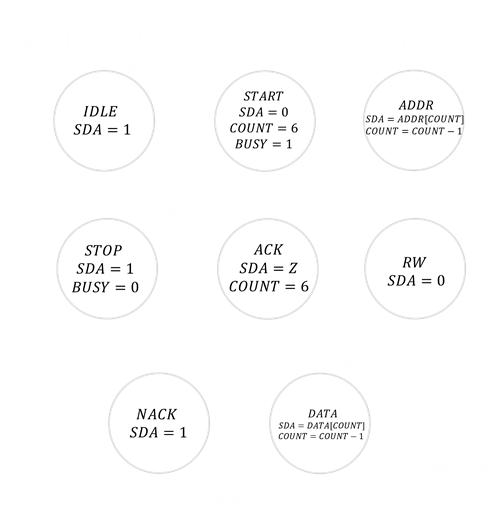 IDLE
SDA = 1
START
SDA = 0
COUNT = 6
BUSY = 1
ADDR
SDA = ADDR[COUNT]
COUNT = COUNT − 1
STOP
SDA = 1
BUSY = 0
ACK
SDA = Z
COUNT = 6
RW
SDA = 0
NACK
SDA = 1
DATA
SDA = DATA[COUNT]
COUNT = COUNT − 1